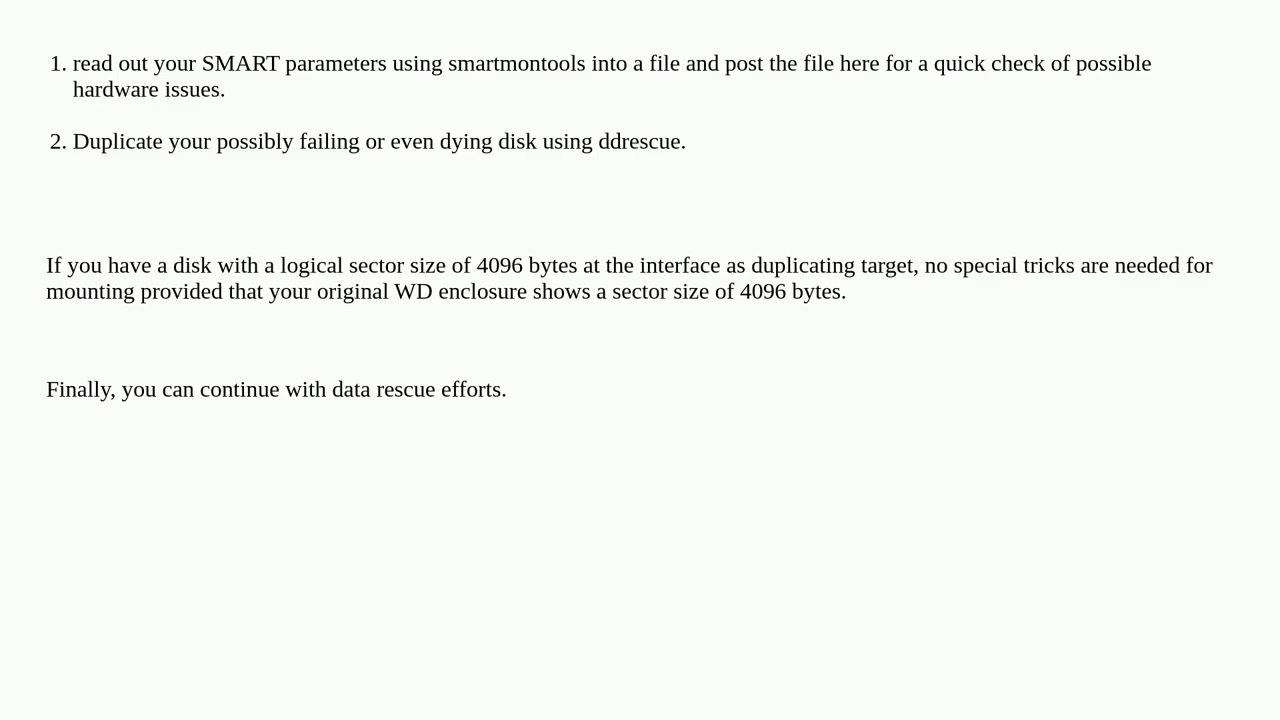 1. read out your SMART parameters using smartmontools into a file and post the file here for a quick check of possible
hardware issues.
2. Duplicate your possibly failing or even dying disk using ddrescue.
If you have a disk with a logical sector size of 4096 bytes at the interface as duplicating target, no special tricks are needed for
mounting provided that your original WD enclosure shows a sector size of 4096 bytes.
Finally, you can continue with data rescue efforts.